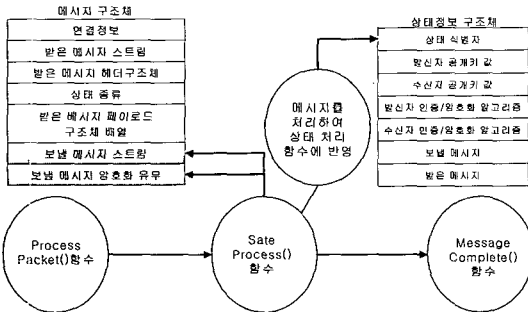 메시지 구조체
연결정보
받은 메시자 스트림
받은 메시지 헤더구조체
상태 종류
받은 베시지 페이로드
구조체 배열
보낼 메시지 스트림
보낼 메시지 암호화 유무
메시지를
처리하여
상태 처리
함수에 반영
상태정보 구조체
상태 식별자
발신자 공개키 값
수신자 공개키 값
발신자 인증/암호화 알고리즘
수신자 인증/암호화 알고리즘
보낼 메시지
받은 메시지
Process
Packet()함수
Sate
Process()
함수
Message
Complete()
함수